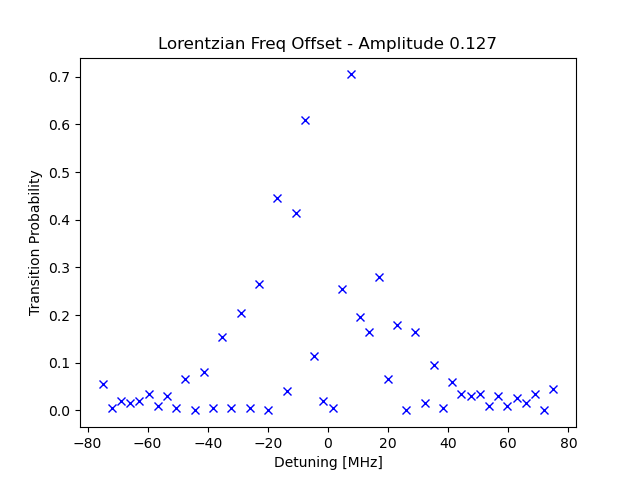 Lorentzian Freq Offset - Amplitude 0.127
Transition Probability
0.7
0.6
0.5
0.4
0.3
0.2
0.1
0.0
−80 −60 −40 −20 0 20 40 60 80
Detuning [MHz]